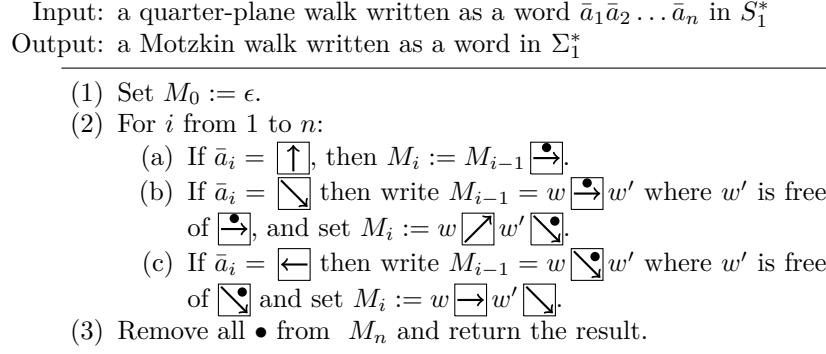 Input: a quarter-plane walk written as a word ā₁ā₂ . . . āₙ in S₁*
Output: a Motzkin walk written as a word in Σ₁*
(1) Set M₀ := ϵ.
(2) For i from 1 to n:
(a) If āᵢ = [↑], then Mᵢ := Mᵢ₋₁ [→̇].
(b) If āᵢ = [↘] then write Mᵢ₋₁ = w [→̇] w′ where w′ is free
of [→̇], and set Mᵢ := w [↗] w′ [↘•].
(c) If āᵢ = [←] then write Mᵢ₋₁ = w [↘•] w′ where w′ is free
of [↘•] and set Mᵢ := w [→] w′ [↘].
(3) Remove all • from Mₙ and return the result.